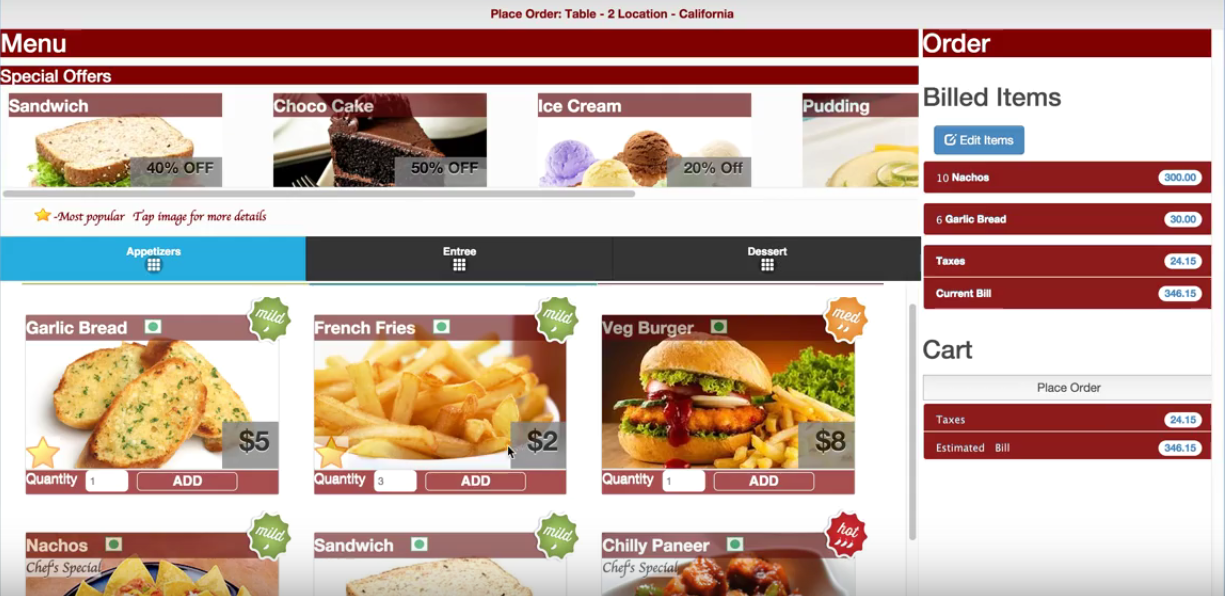 Place Order: Table - 2 Location - California
Menu
Special Offers
Sandwich
40% OFF
Choco Cake
50% OFF
Ice Cream
20% Off
Pudding
-Most popular Tap image for more details
Appetizers
Entree
Dessert
Garlic Bread
mild
$5
Quantity 1 ADD
French Fries
mild
$2
Quantity 3 ADD
Veg Burger
med
$8
Quantity 1 ADD
Nachos
mild
Chef's Special
Sandwich
mild
Chilly Paneer
hot
Chef's Special
Order
Billed Items
Edit Items
10 Nachos 300.00
6 Garlic Bread 30.00
Taxes 24.15
Current Bill 346.15
Cart
Place Order
Taxes 24.15
Estimated Bill 346.15